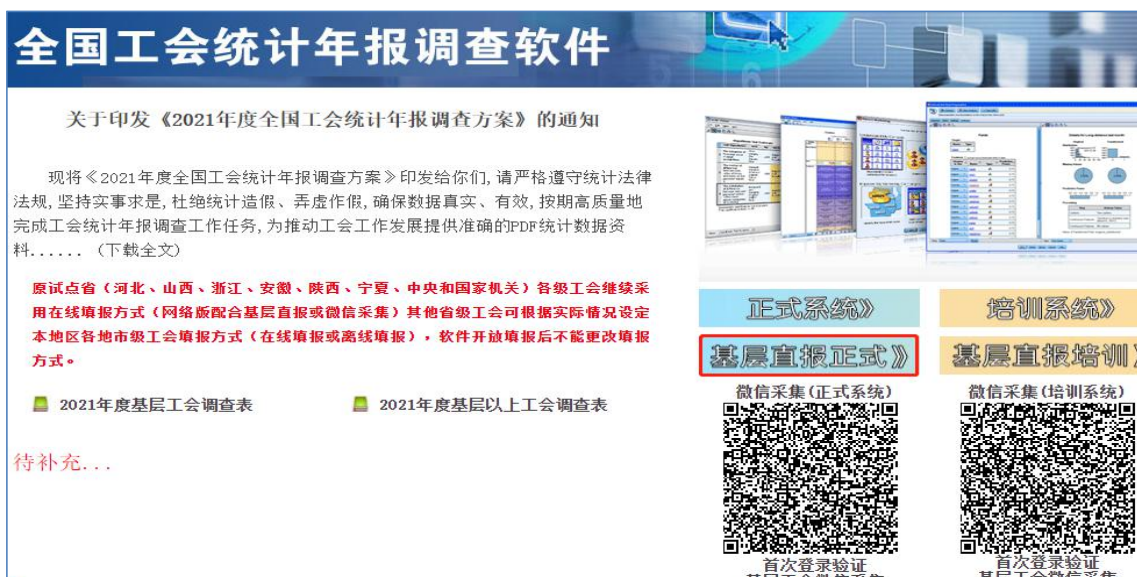 全国工会统计年报调查软件
关于印发《2021年度全国工会统计年报调查方案》的通知
现将《2021年度全国工会统计年报调查方案》印发给你们,请严格遵守统计法律
法规,坚持实事求是,杜绝统计造假、弄虚作假,确保数据真实、有效,按期高质量地
完成工会统计年报调查工作任务,为推动工会工作发展提供准确的PDF统计数据资
料...... (下载全文)
原试点省（河北、山西、浙江、安徽、陕西、宁夏、中央和国家机关）各级工会继续采
用在线填报方式（网络版配合基层直报或微信采集）其他省级工会可根据实际情况设定
本地区各地市级工会填报方式（在线填报或离线填报），软件开放填报后不能更改填报
方式。
2021年度基层工会调查表
2021年度基层以上工会调查表
待补充...
正式系统》
培训系统》
基层直报正式》
基层直报培训》
微信采集(正式系统)
微信采集(培训系统)
首次登录验证
基层工会微信采集
首次登录验证
基层工会微信采集